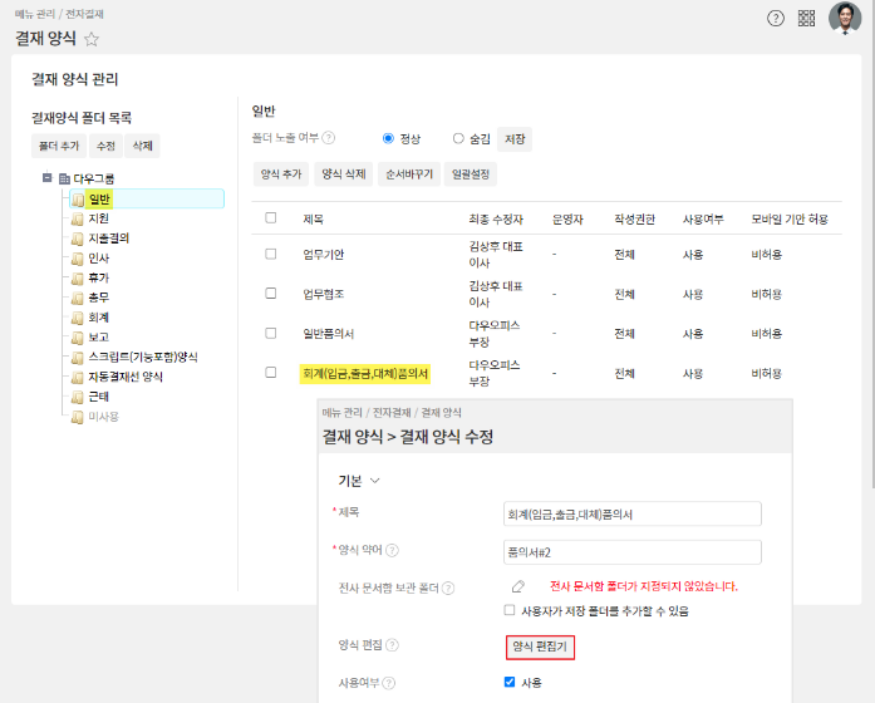 메뉴 관리 / 전자결재
결재 양식
결재 양식 관리
결재양식 폴더 목록
폴더 추가 수정 삭제
다우그룹
일반
지원
지출결의
인사
휴가
총무
회계
보고
스크립트(기능포함)양식
자동결재선 양식
근태
미사용
일반
폴더 노출 여부 ? 정상 숨김 저장
양식 추가 양식 삭제 순서바꾸기 일괄설정
제목 최종 수정자 운영자 작성권한 사용여부 모바일 기안 허용
업무기안 김상후 대표이사 - 전체 사용 비허용
업무협조 김상후 대표이사 - 전체 사용 비허용
일반품의서 다우오피스 부장 - 전체 사용 비허용
회계(입금,출금,대체)품의서 다우오피스 부장 - 전체 사용 비허용
메뉴 관리 / 전자결재 / 결재 양식
결재 양식 > 결재 양식 수정
기본
*제목 회계(입금,출금,대체)품의서
*양식 약어 ? 품의서#2
전사 문서함 보관 폴더 ? 전사 문서함 폴더가 지정되지 않았습니다.
사용자가 저장 폴더를 추가할 수 있음
양식 편집 ? 양식 편집기
사용여부 ? 사용